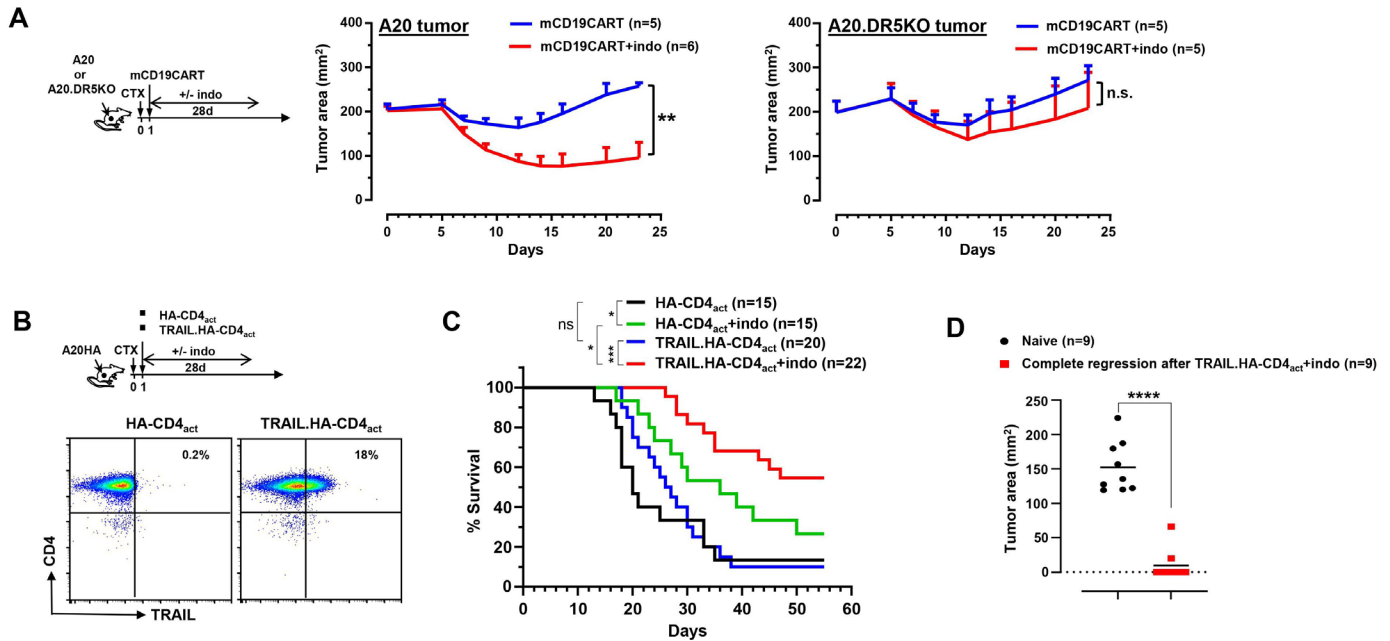 A
A20
or
A20.DR5KO
mCD19CART
CTX
+/- indo
28d
0 1
A20 tumor
mCD19CART (n=5)
mCD19CART+indo (n=6)
Tumor area (mm²)
400
300
200
100
0
**
0 5 10 15 20 25
Days
A20.DR5KO tumor
mCD19CART (n=5)
mCD19CART+indo (n=5)
Tumor area (mm²)
400
300
200
100
0
n.s.
0 5 10 15 20 25
Days
B
HA-CD4act
TRAIL.HA-CD4act
A20HA
CTX
+/- indo
28d
0 1
HA-CD4act
0.2%
TRAIL.HA-CD4act
18%
CD4
TRAIL
C
HA-CD4act (n=15)
HA-CD4act+indo (n=15)
TRAIL.HA-CD4act (n=20)
TRAIL.HA-CD4act+indo (n=22)
ns
*
*
***
% Survival
100
80
60
40
20
0
0 10 20 30 40 50 60
Days
D
Naive (n=9)
Complete regression after TRAIL.HA-CD4act+indo (n=9)
****
Tumor area (mm²)
250
200
150
100
50
0